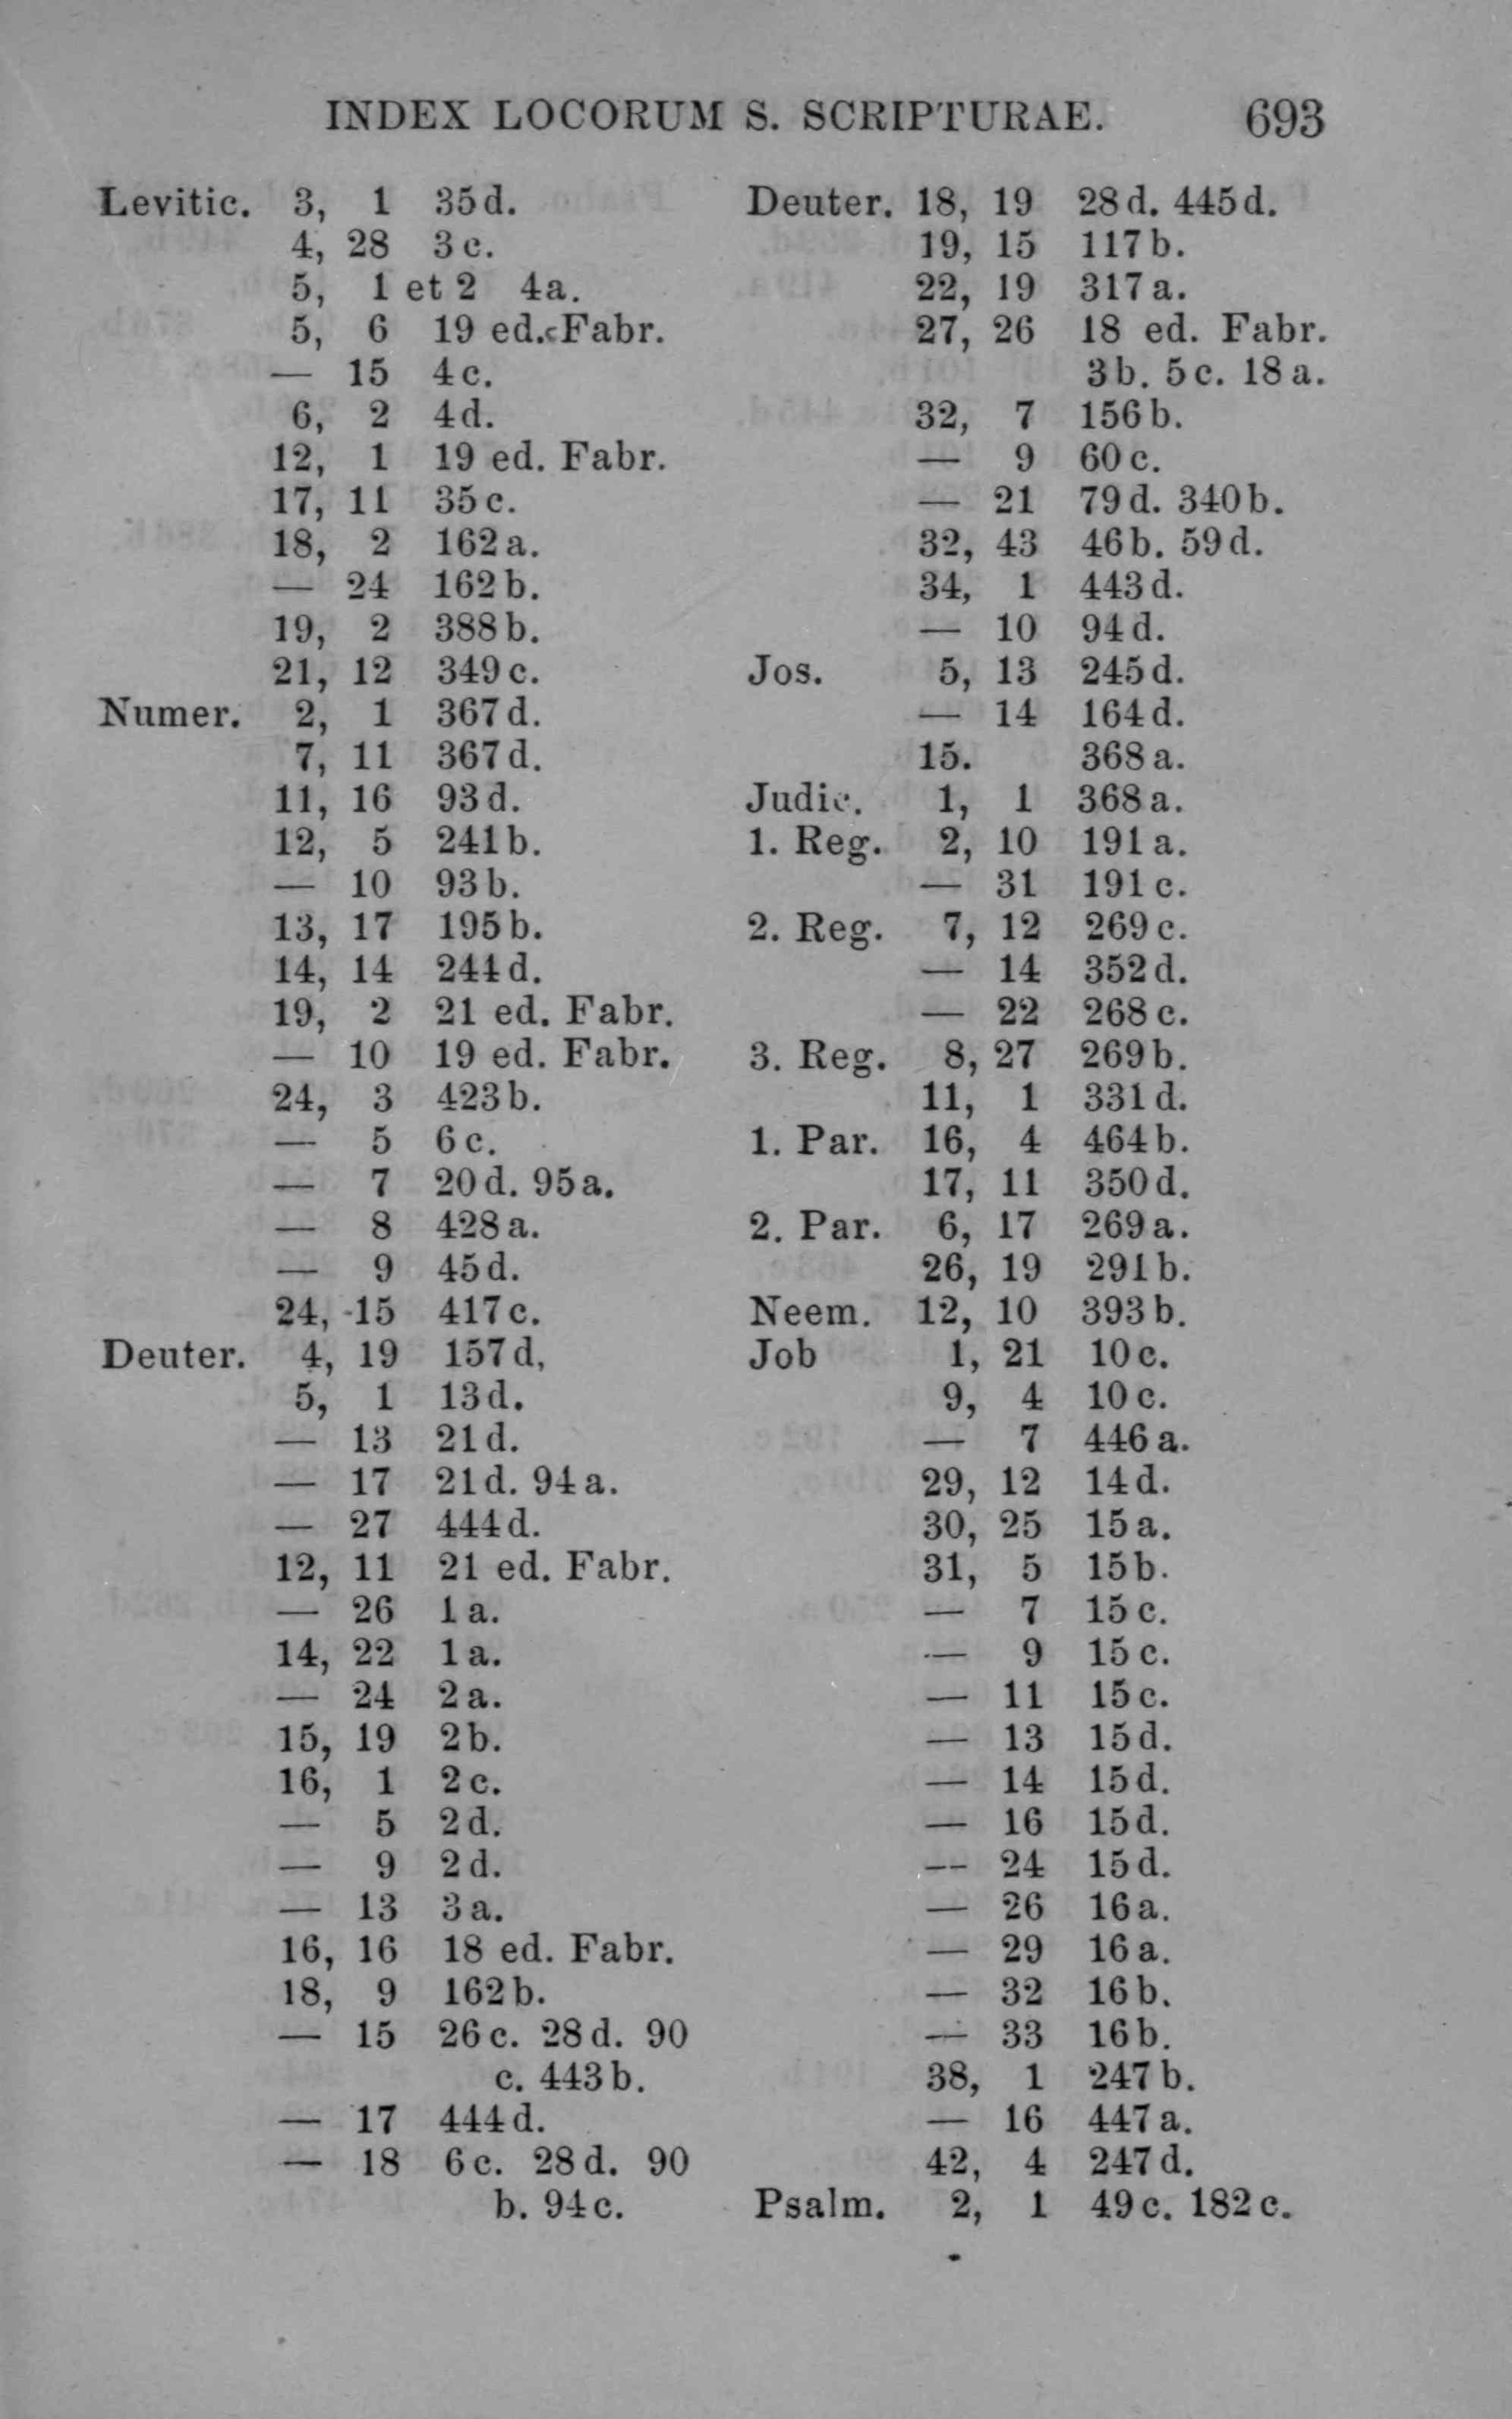 INDEX LOCORUM S. SCRIPTURAE. 693
Levitic. 3, 1 35d.
4, 28 3c.
5, 1 et 2 4a.
5, 6 19 ed. Fabr.
— 15 4c.
6, 2 4d.
12, 1 19 ed. Fabr.
17, 11 35c.
18, 2 162a.
— 24 162b.
19, 2 388b.
21, 12 349c.
Numer. 2, 1 367d.
7, 11 367d.
11, 16 93d.
12, 5 241b.
— 10 93b.
13, 17 195b.
14, 14 244d.
19, 2 21 ed. Fabr.
— 10 19 ed. Fabr.
24, 3 423b.
— 5 6c.
— 7 20d. 95a.
— 8 428a.
— 9 45d.
24, 15 417c.
Deuter. 4, 19 157d,
5, 1 13d.
— 13 21d.
— 17 21d. 94a.
— 27 444d.
12, 11 21 ed. Fabr.
— 26 1a.
14, 22 1a.
— 24 2a.
15, 19 2b.
16, 1 2c.
— 5 2d.
— 9 2d.
— 13 3a.
16, 16 18 ed. Fabr.
18, 9 162b.
— 15 26c. 28d. 90
c. 443b.
— 17 444d.
— 18 6c. 28d. 90
b. 94c.
Deuter. 18, 19 28d. 445d.
19, 15 117b.
22, 19 317a.
27, 26 18 ed. Fabr.
3b. 5c. 18a.
32, 7 156b.
— 9 60c.
— 21 79d. 340b.
32, 43 46b. 59d.
34, 1 443d.
— 10 94d.
Jos. 5, 13 245d.
— 14 164d.
15. 368a.
Judic. 1, 1 368a.
1. Reg. 2, 10 191a.
— 31 191c.
2. Reg. 7, 12 269c.
— 14 352d.
— 22 268c.
3. Reg. 8, 27 269b.
11, 1 331d.
1. Par. 16, 4 464b.
17, 11 350d.
2. Par. 6, 17 269a.
26, 19 291b.
Neem. 12, 10 393b.
Job 1, 21 10c.
9, 4 10c.
— 7 446a.
29, 12 14d.
30, 25 15a.
31, 5 15b.
— 7 15c.
— 9 15c.
— 11 15c.
— 13 15d.
— 14 15d.
— 16 15d.
— 24 15d.
— 26 16a.
— 29 16a.
— 32 16b.
— 33 16b.
38, 1 247b.
— 16 447a.
42, 4 247d.
Psalm. 2, 1 49c. 182c.